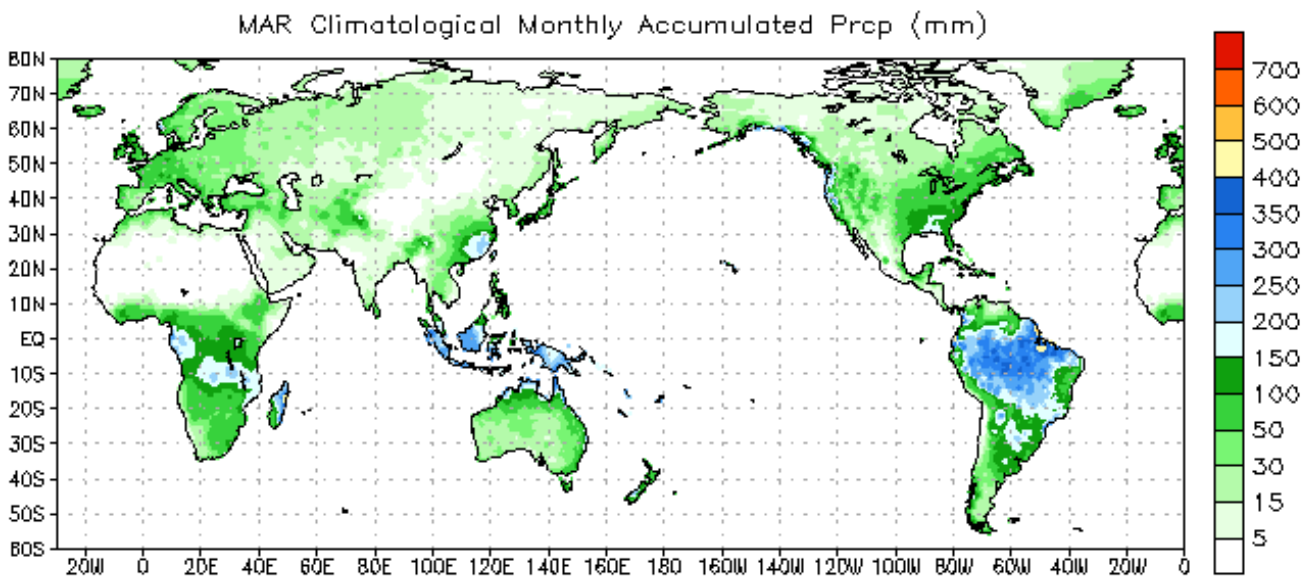 MAR Climatological Monthly Accumulated Prcp (mm)
80N
70N
60N
50N
40N
30N
20N
10N
EQ
10S
20S
30S
40S
50S
60S
20W 0 20E 40E 60E 80E 100E 120E 140E 160E 180 160W 140W 120W 100W 80W 60W 40W 20W 0
700
600
500
400
350
300
250
200
150
100
50
30
15
5